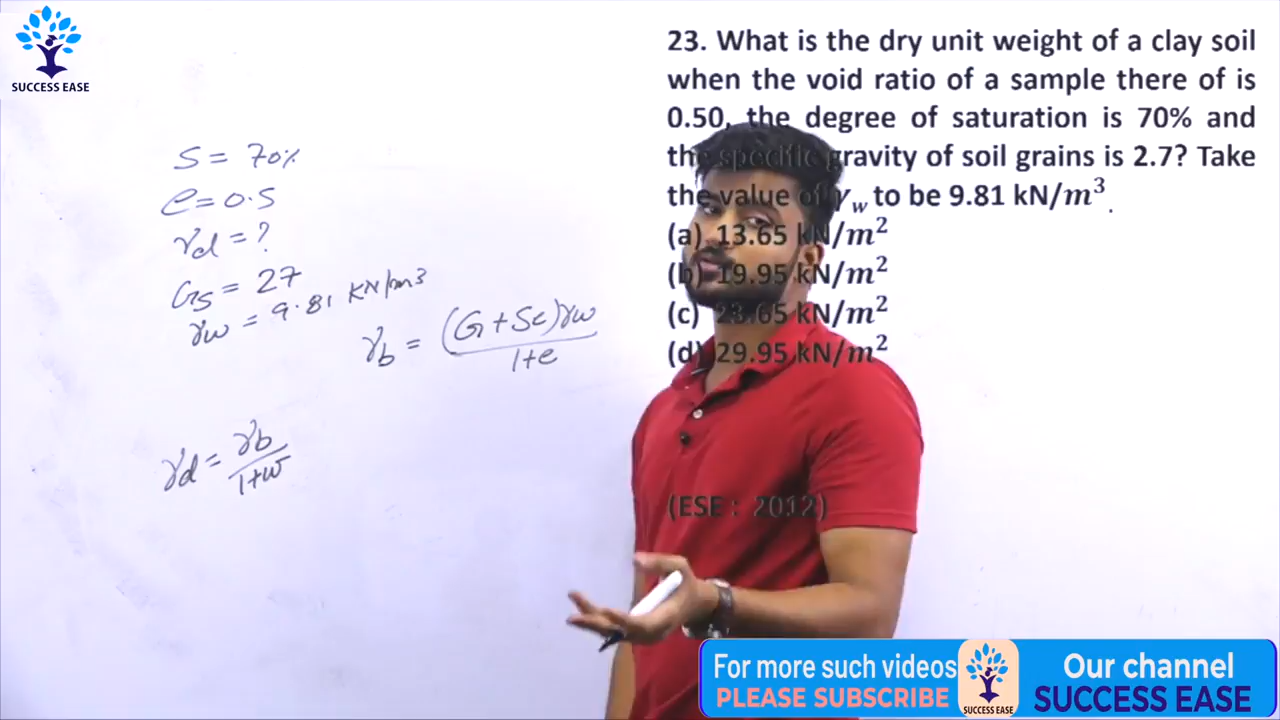 SUCCESS EASE
23. What is the dry unit weight of a clay soil
when the void ratio of a sample there of is
0.50, the degree of saturation is 70% and
the specific gravity of soil grains is 2.7? Take
the value of γw to be 9.81 kN/m³.
(a) 13.65 kN/m²
(b) 19.95 kN/m²
(c) 23.65 kN/m²
(d) 29.95 kN/m²
(ESE : 2012)
S = 70%
e = 0.5
γd = ?
Gs = 27
γw = 9.81 KN/m3
γb = (G+Se)γw / 1+e
γd = γb / 1+w
For more such videos
PLEASE SUBSCRIBE
SUCCESS EASE
Our channel
SUCCESS EASE